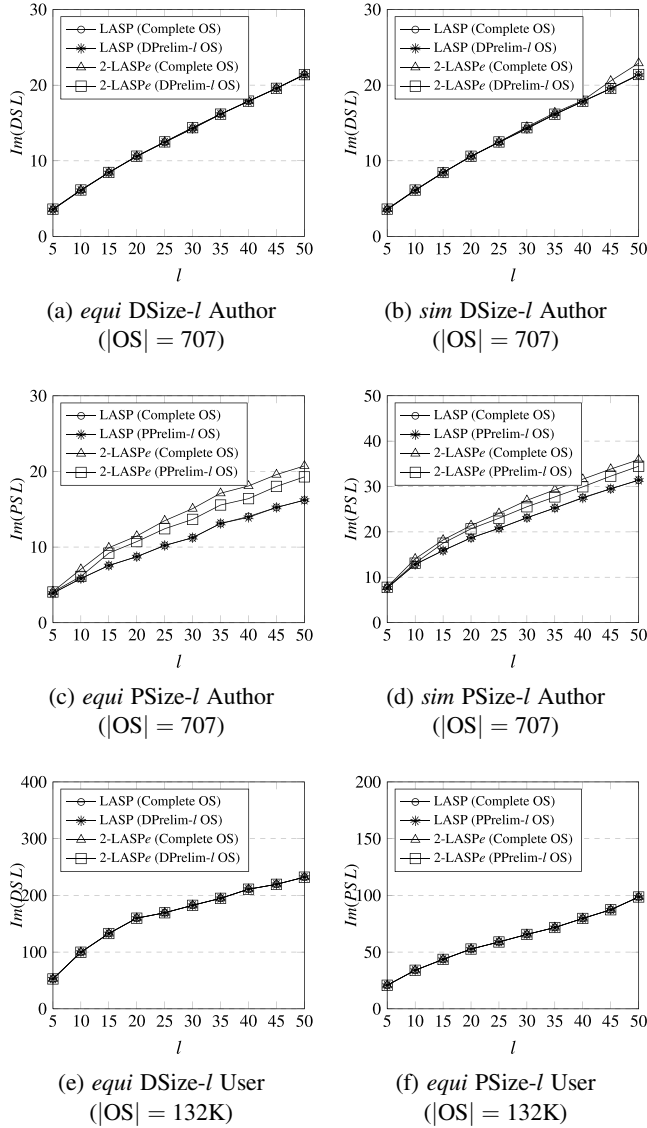 30
20
10
0
Im(DSL)
LASP (Complete OS)
LASP (DPrelim-l OS)
2-LASPe (Complete OS)
2-LASPe (DPrelim-l OS)
5 10 15 20 25 30 35 40 45 50
l
(a) equi DSize-l Author
(|OS| = 707)
30
20
10
0
Im(DSL)
LASP (Complete OS)
LASP (DPrelim-l OS)
2-LASPe (Complete OS)
2-LASPe (DPrelim-l OS)
5 10 15 20 25 30 35 40 45 50
l
(b) sim DSize-l Author
(|OS| = 707)
30
20
10
0
Im(PSL)
LASP (Complete OS)
LASP (PPrelim-l OS)
2-LASPe (Complete OS)
2-LASPe (PPrelim-l OS)
5 10 15 20 25 30 35 40 45 50
l
(c) equi PSize-l Author
(|OS| = 707)
50
40
30
20
10
0
Im(PSL)
LASP (Complete OS)
LASP (PPrelim-l OS)
2-LASPe (Complete OS)
2-LASPe (PPrelim-l OS)
5 10 15 20 25 30 35 40 45 50
l
(d) sim PSize-l Author
(|OS| = 707)
400
300
200
100
0
Im(DSL)
LASP (Complete OS)
LASP (DPrelim-l OS)
2-LASPe (Complete OS)
2-LASPe (DPrelim-l OS)
5 10 15 20 25 30 35 40 45 50
l
(e) equi DSize-l User
(|OS| = 132K)
200
150
100
50
0
Im(PSL)
LASP (Complete OS)
LASP (PPrelim-l OS)
2-LASPe (Complete OS)
2-LASPe (PPrelim-l OS)
5 10 15 20 25 30 35 40 45 50
l
(f) equi PSize-l User
(|OS| = 132K)